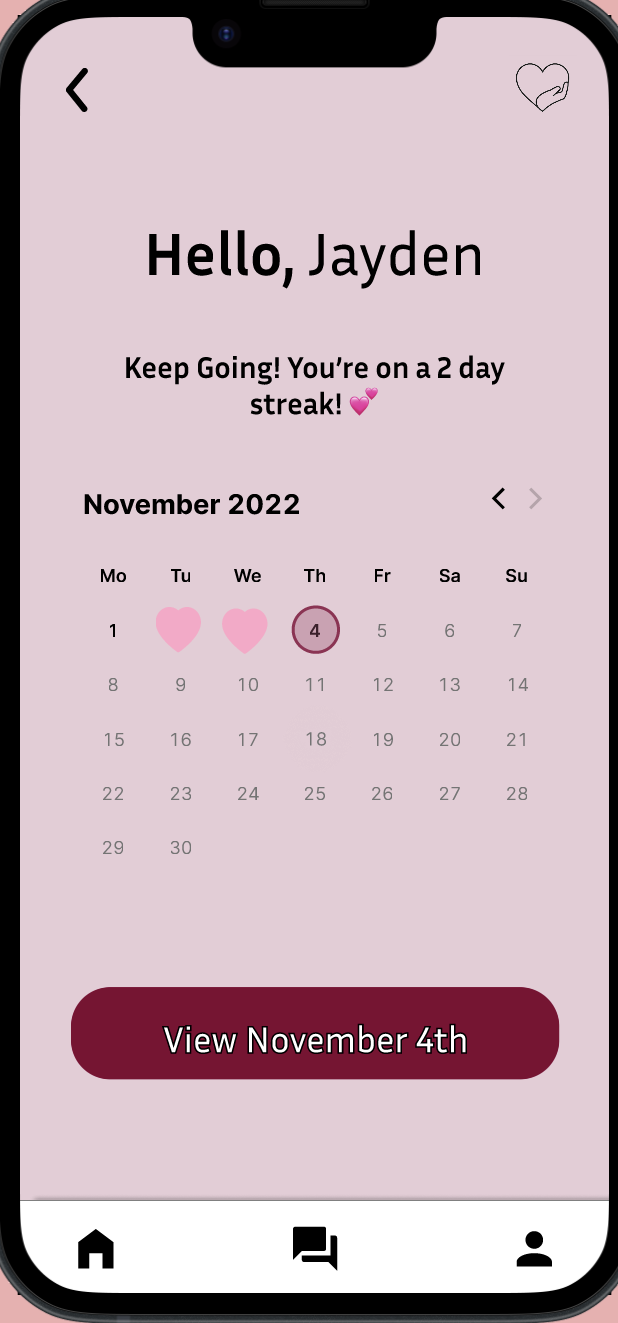 Hello, Jayden
Keep Going! You’re on a 2 day
streak! 💕
November 2022
Mo Tu We Th Fr Sa Su
1 4 5 6 7
8 9 10 11 12 13 14
15 16 17 18 19 20 21
22 23 24 25 26 27 28
29 30
View November 4th